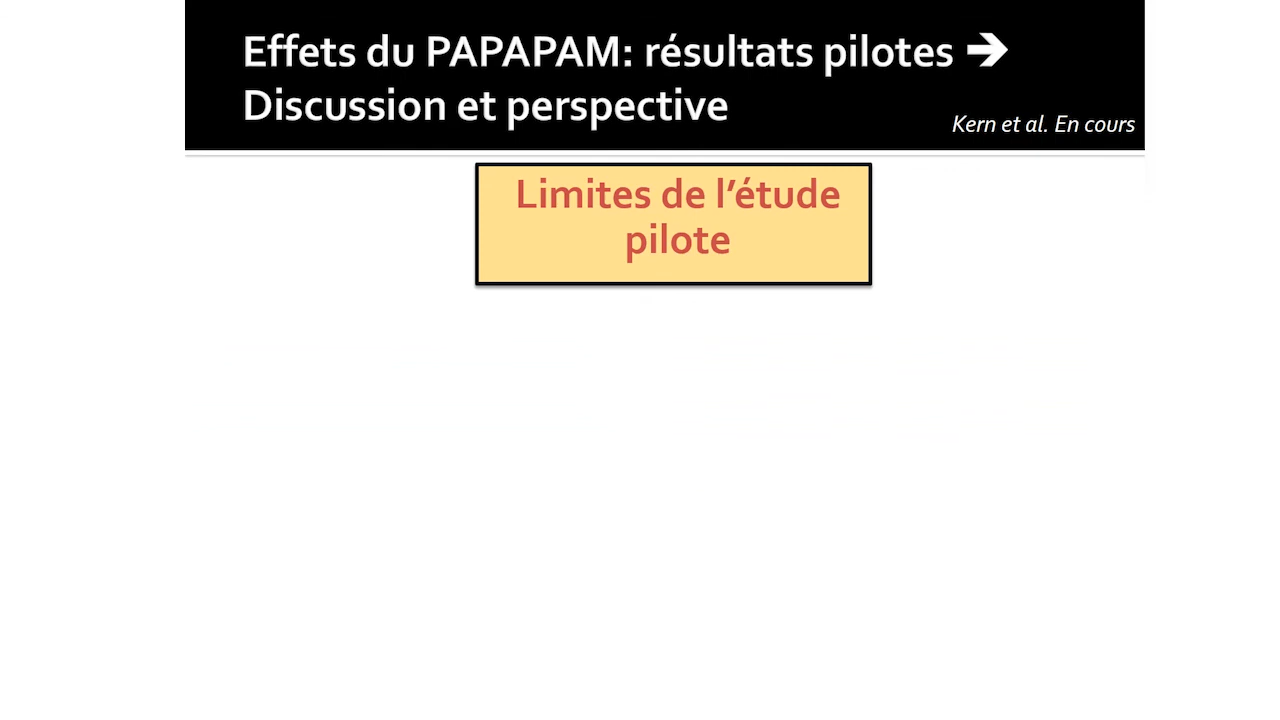 Effets du PAPAPAM: résultats pilotes ➔
Discussion et perspective
Kern et al. En cours
Limites de l’étude
pilote